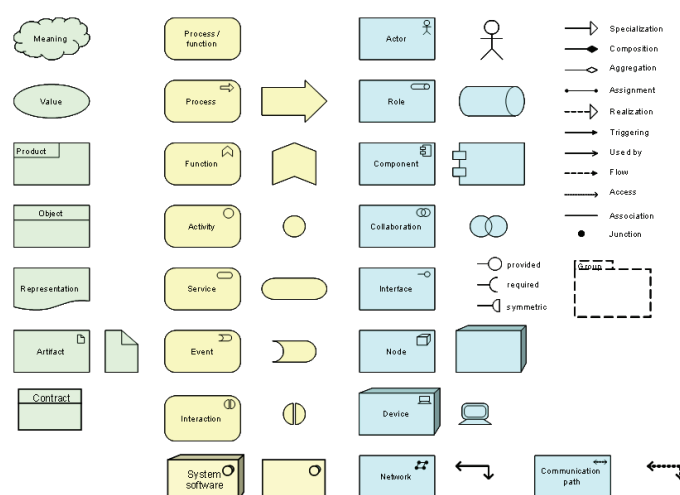 Meaning
Process /
function
Actor
Specialization
Composition
Aggregation
Value
Process
Role
Assignment
Realization
Triggering
Product
Function
Component
Used by
Flow
Access
Object
Activity
Collaboration
Association
Junction
Representation
Service
Interface
provided
required
symmetric
Group
Artifact
Event
Node
Contract
Interaction
Device
System
software
Network
Communication
path